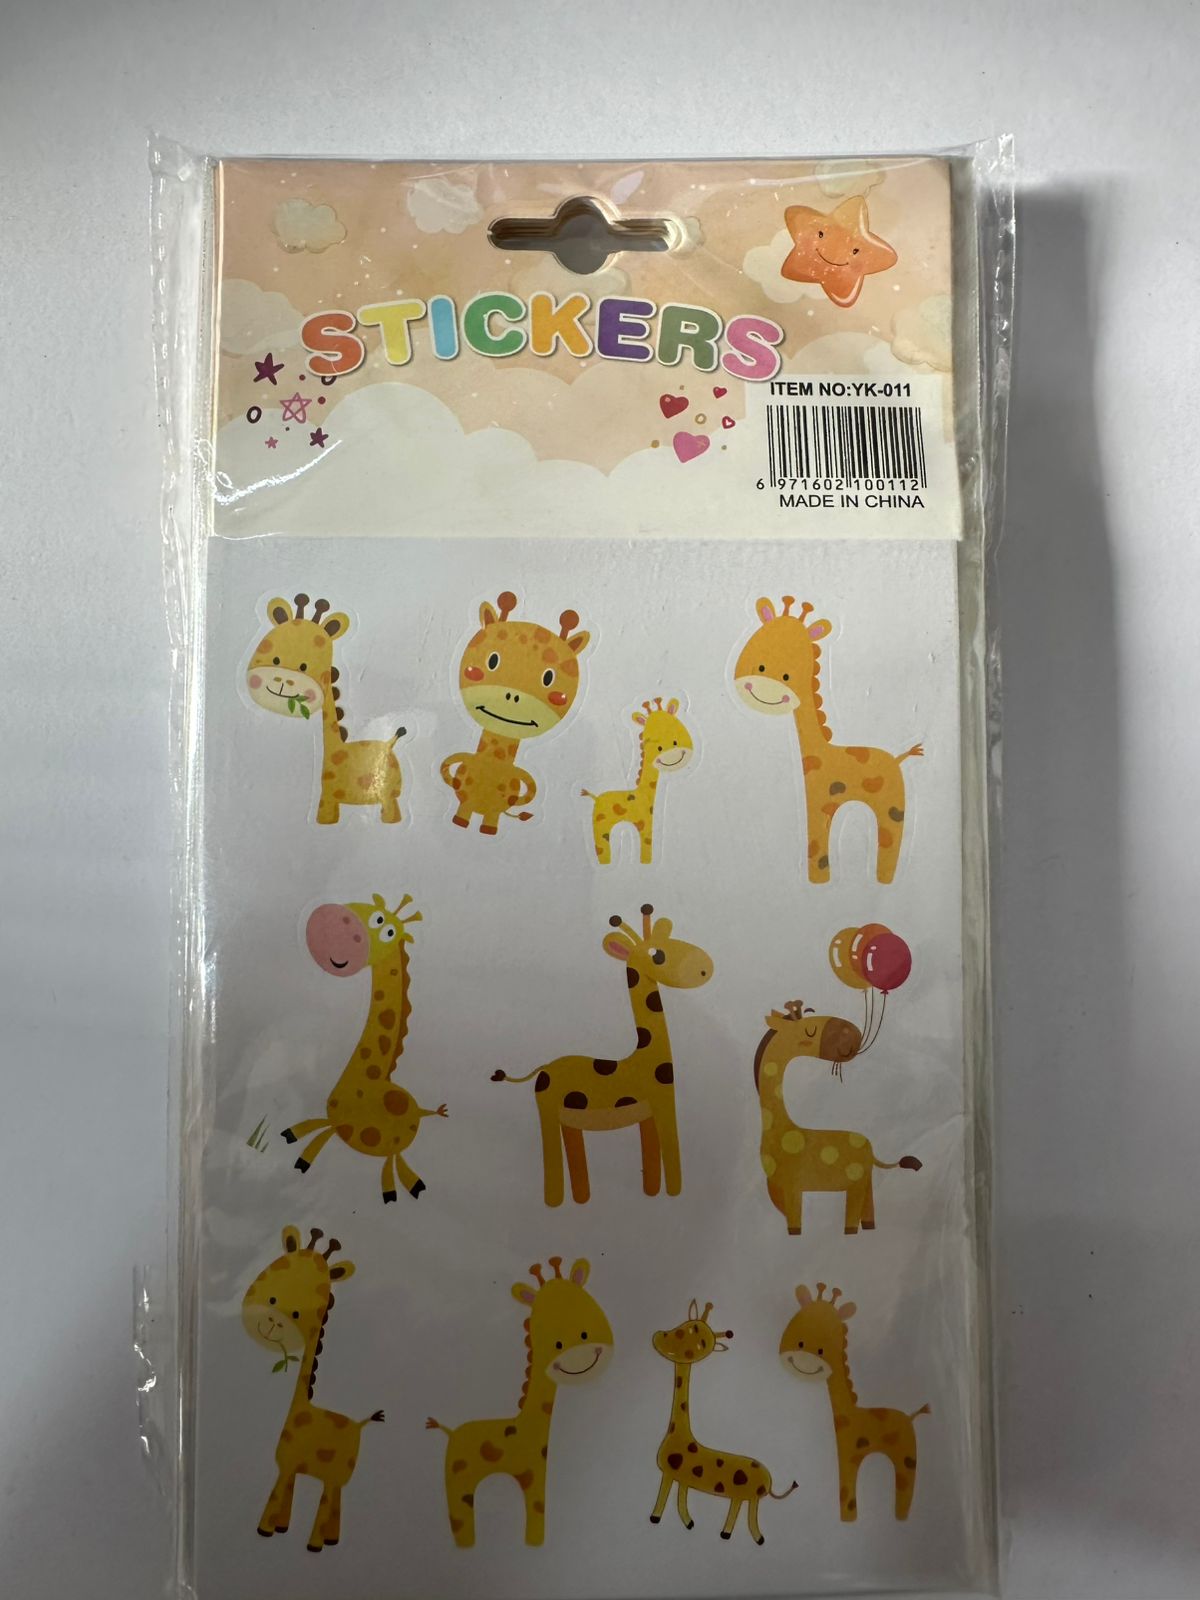 STICKERS
ITEM NO:YK-011
6 971602 100112
MADE IN CHINA